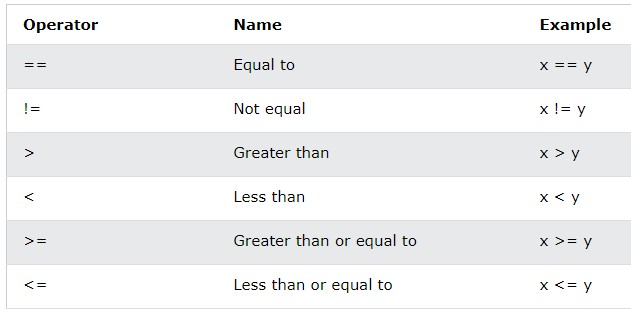 Operator Name Example
== Equal to x == y
!= Not equal x != y
> Greater than x > y
< Less than x < y
>= Greater than or equal to x >= y
<= Less than or equal to x <= y